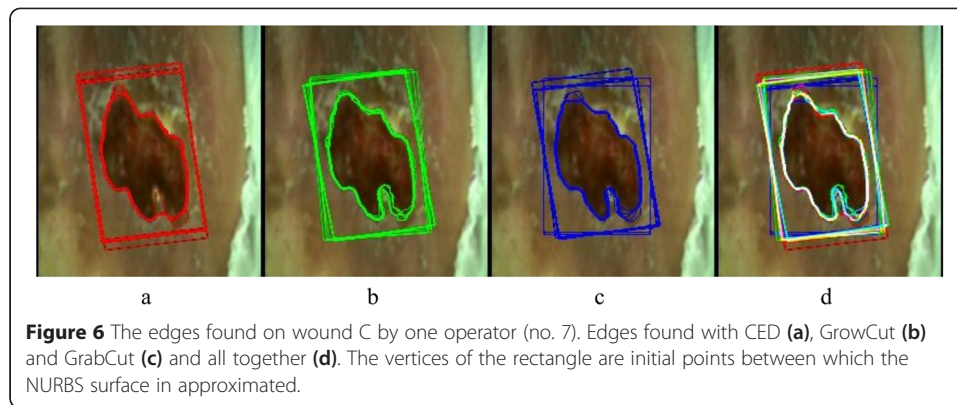 a b c d
Figure 6 The edges found on wound C by one operator (no. 7). Edges found with CED (a), GrowCut (b)
and GrabCut (c) and all together (d). The vertices of the rectangle are initial points between which the
NURBS surface in approximated.